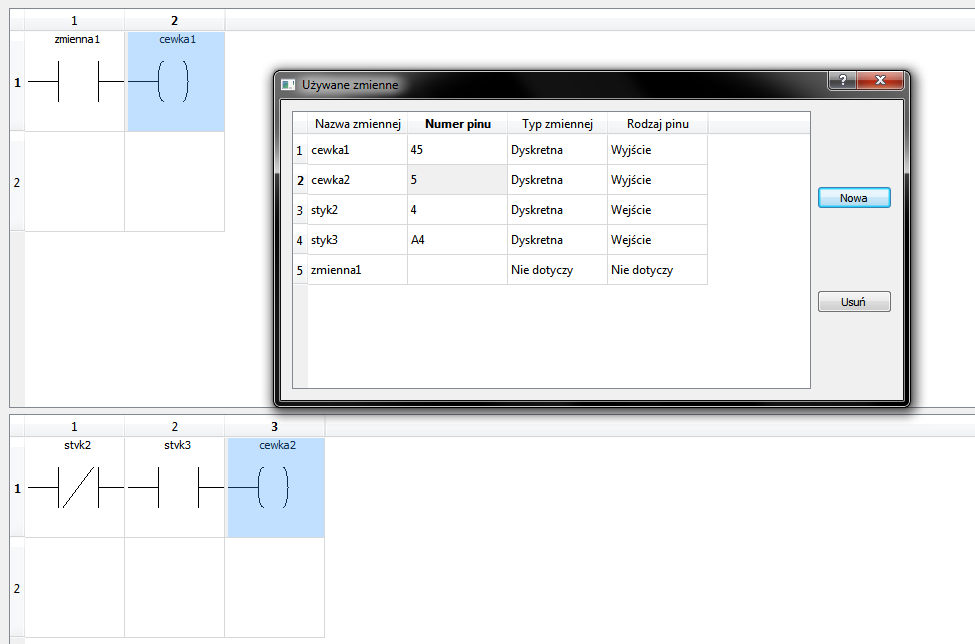 1 2
zmienna1 cewka1
1
2
Używane zmienne ?
Nazwa zmiennej Numer pinu Typ zmiennej Rodzaj pinu
1 cewka1 45 Dyskretna Wyjście
2 cewka2 5 Dyskretna Wyjście
3 styk2 4 Dyskretna Wejście
4 styk3 A4 Dyskretna Wejście
5 zmienna1 Nie dotyczy Nie dotyczy
Nowa
Usuń
1 2 3
styk2 styk3 cewka2
1
2